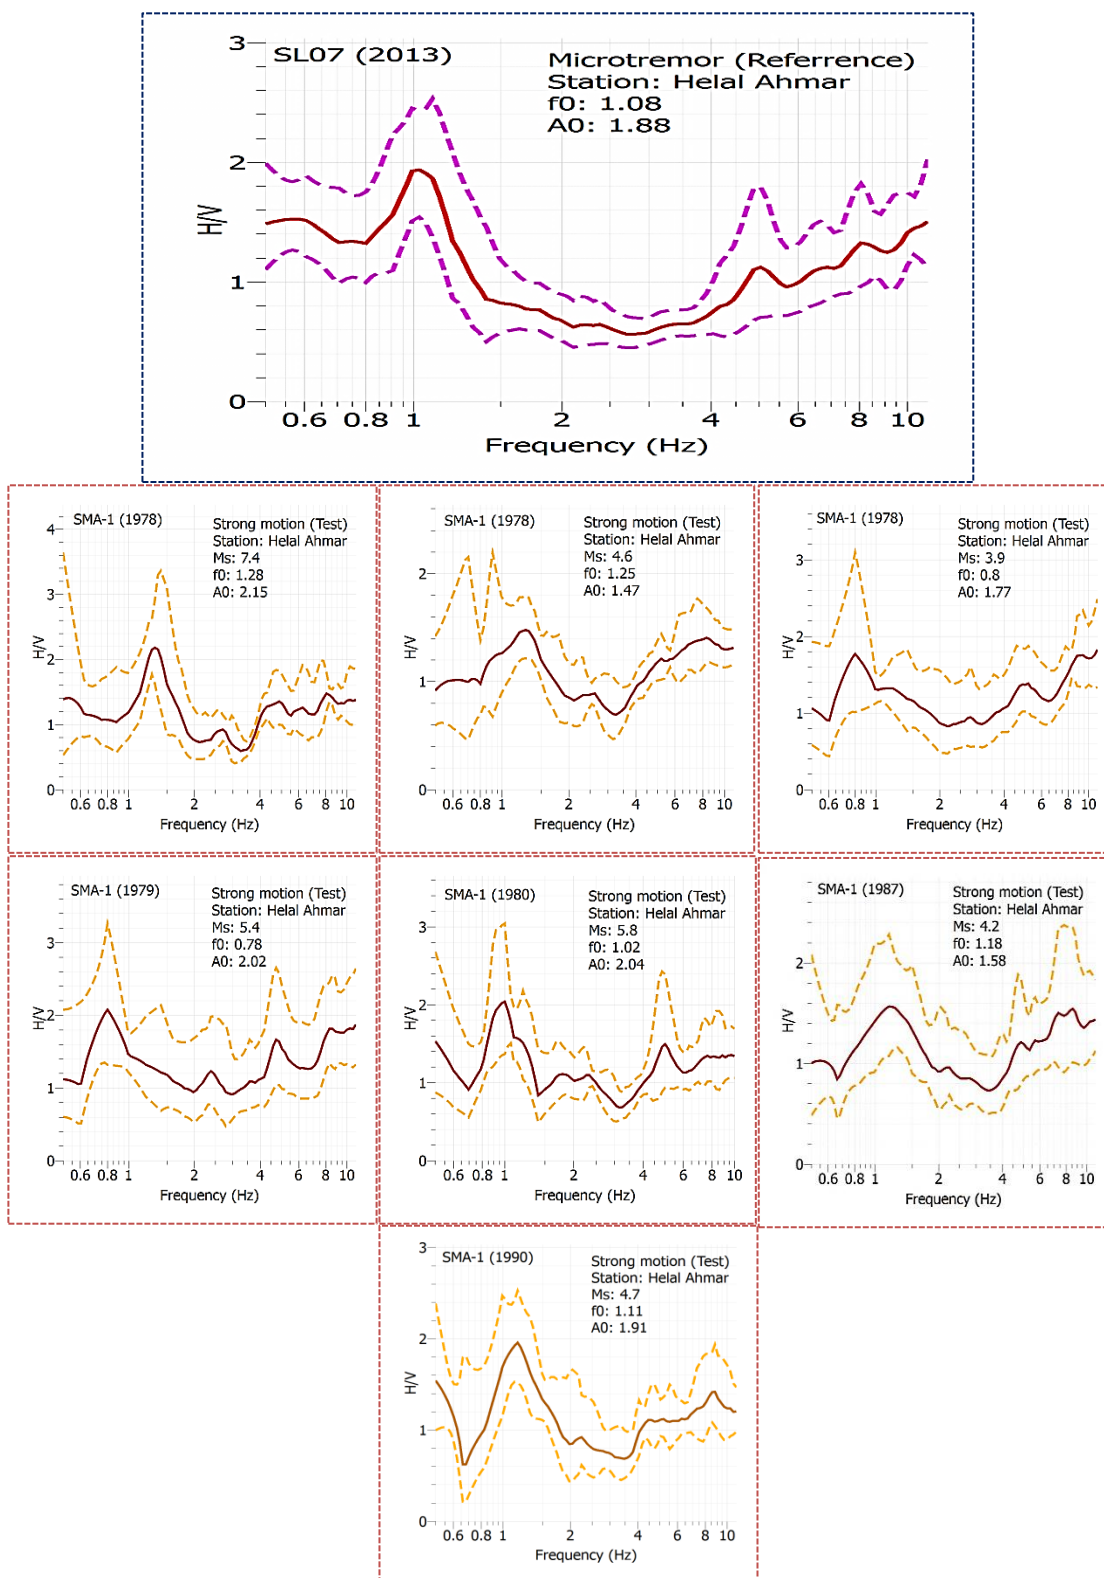 SL07 (2013)
Microtremor (Referrence)
Station: Helal Ahmar
f0: 1.08
A0: 1.88
3
2
1
0
H/V
0.6 0.8 1 2 4 6 8 10
Frequency (Hz)
SMA-1 (1978)
Strong motion (Test)
Station: Helal Ahmar
Ms: 7.4
f0: 1.28
A0: 2.15
4
3
2
1
0
H/V
0.6 0.8 1 2 4 6 8 10
Frequency (Hz)
SMA-1 (1978)
Strong motion (Test)
Station: Helal Ahmar
Ms: 4.6
f0: 1.25
A0: 1.47
2
1
0
H/V
0.6 0.8 1 2 4 6 8 10
Frequency (Hz)
SMA-1 (1978)
Strong motion (Test)
Station: Helal Ahmar
Ms: 3.9
f0: 0.8
A0: 1.77
3
2
1
0
H/V
0.6 0.8 1 2 4 6 8 10
Frequency (Hz)
SMA-1 (1979)
Strong motion (Test)
Station: Helal Ahmar
Ms: 5.4
f0: 0.78
A0: 2.02
3
2
1
0
H/V
0.6 0.8 1 2 4 6 8 10
Frequency (Hz)
SMA-1 (1980)
Strong motion (Test)
Station: Helal Ahmar
Ms: 5.8
f0: 1.02
A0: 2.04
3
2
1
0
H/V
0.6 0.8 1 2 4 6 8 10
Frequency (Hz)
SMA-1 (1987)
Strong motion (Test)
Station: Helal Ahmar
Ms: 4.2
f0: 1.18
A0: 1.58
2
1
0
H/V
0.6 0.8 1 2 4 6 8 10
Frequency (Hz)
SMA-1 (1990)
Strong motion (Test)
Station: Helal Ahmar
Ms: 4.7
f0: 1.11
A0: 1.91
3
2
1
0
H/V
0.6 0.8 1 2 4 6 8 10
Frequency (Hz)